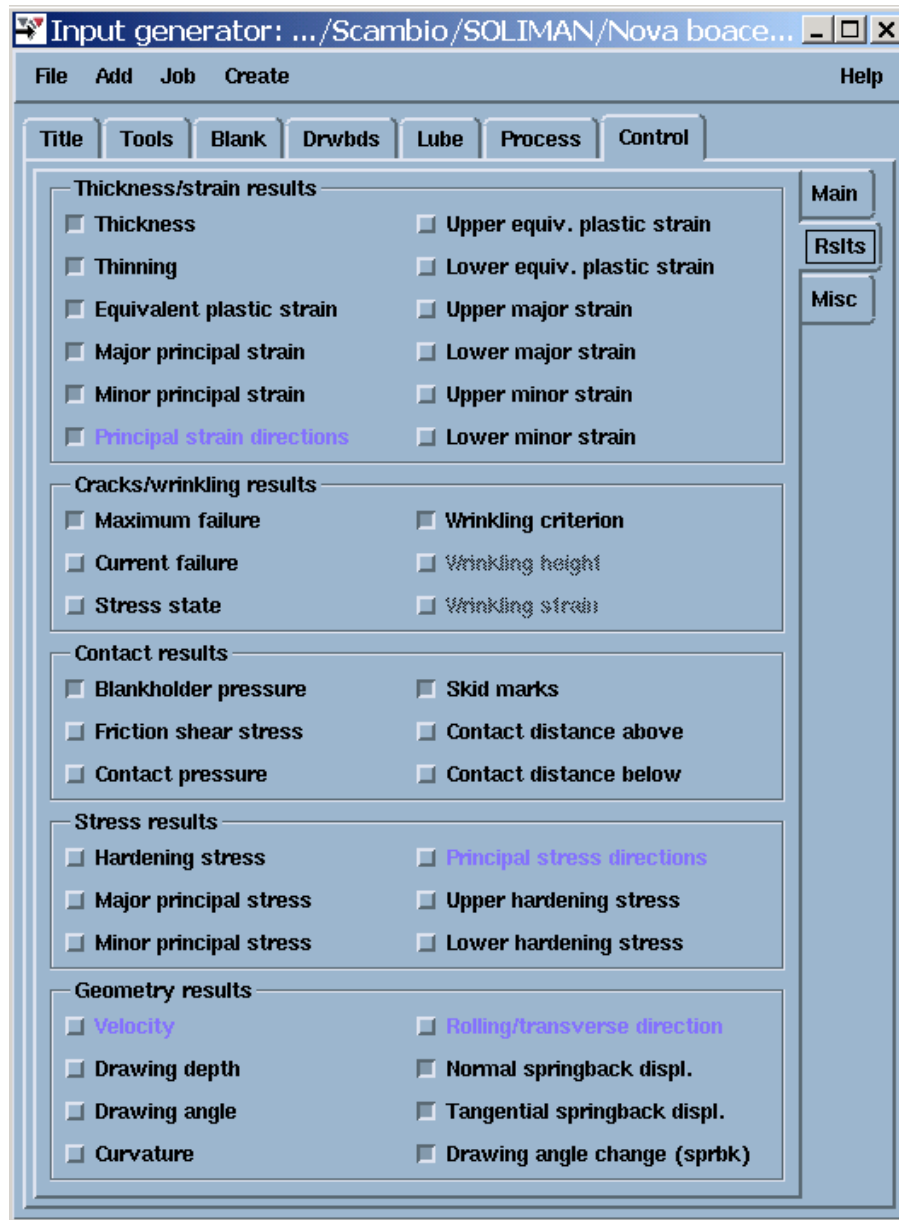 Input generator: .../Scambio/SOLIMAN/Nova boace...
File Add Job Create Help
Title Tools Blank Drwbds Lube Process Control
Main
Rslts
Misc
Thickness/strain results
Thickness Upper equiv. plastic strain
Thinning Lower equiv. plastic strain
Equivalent plastic strain Upper major strain
Major principal strain Lower major strain
Minor principal strain Upper minor strain
Principal strain directions Lower minor strain
Cracks/wrinkling results
Maximum failure Wrinkling criterion
Current failure Wrinkling height
Stress state Wrinkling strain
Contact results
Blankholder pressure Skid marks
Friction shear stress Contact distance above
Contact pressure Contact distance below
Stress results
Hardening stress Principal stress directions
Major principal stress Upper hardening stress
Minor principal stress Lower hardening stress
Geometry results
Velocity Rolling/transverse direction
Drawing depth Normal springback displ.
Drawing angle Tangential springback displ.
Curvature Drawing angle change (sprbk)